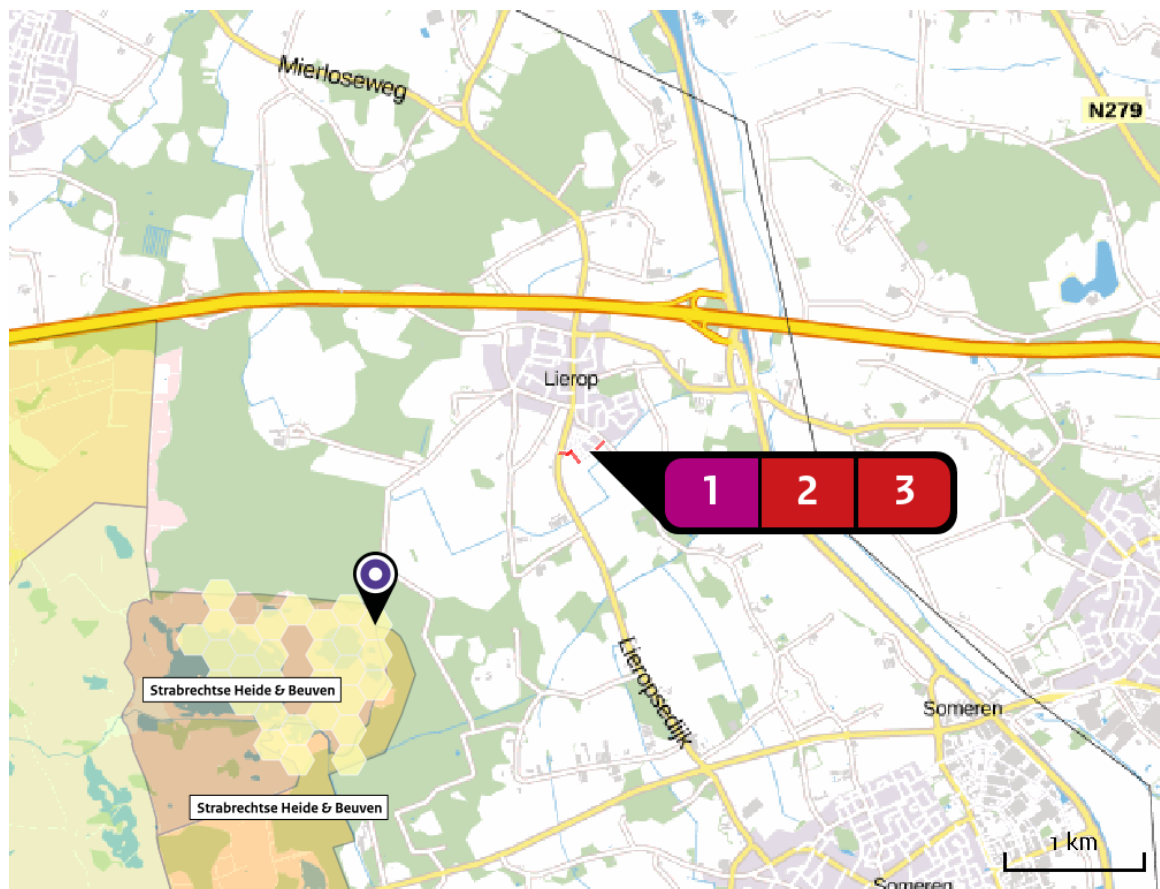 Mierloseweg
N279
Lierop
1 2 3
Lieropsedijk
Strabrechtse Heide & Beuven
Someren
Strabrechtse Heide & Beuven
1 km
Someren